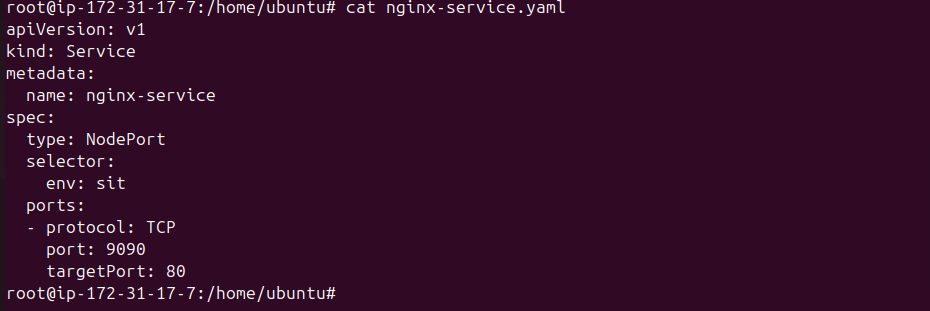 root@ip-172-31-17-7:/home/ubuntu# cat nginx-service.yaml
apiVersion: v1
kind: Service
metadata:
  name: nginx-service
spec:
  type: NodePort
  selector:
    env: sit
  ports:
  - protocol: TCP
    port: 9090
    targetPort: 80
root@ip-172-31-17-7:/home/ubuntu#